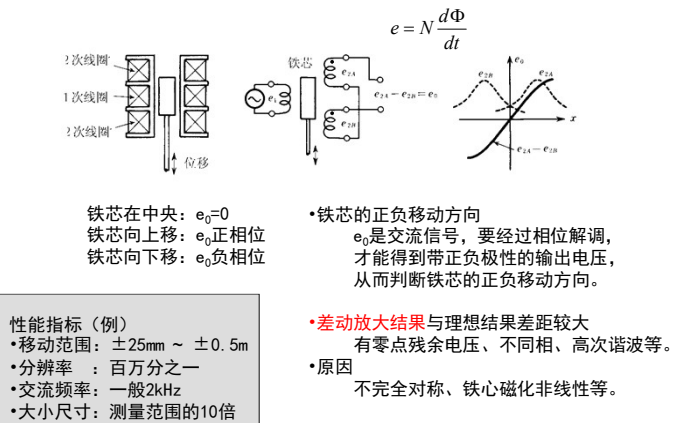 e = N dΦ/dt
2次线圈
1次线圈
2次线圈
位移
铁芯
eₛ
e₂A
e₂B
e₂A－e₂B＝e₀
e₀
e₂B
e₂A
x
e₂A－e₂B
铁芯在中央：e₀=0
铁芯向上移：e₀正相位
铁芯向下移：e₀负相位
•铁芯的正负移动方向
e₀是交流信号，要经过相位解调，
才能得到带正负极性的输出电压，
从而判断铁芯的正负移动方向。
性能指标（例）
•移动范围：±25mm ~ ±0.5m
•分辨率 ：百万分之一
•交流频率：一般2kHz
•大小尺寸：测量范围的10倍
•差动放大结果与理想结果差距较大
有零点残余电压、不同相、高次谐波等。
•原因
不完全对称、铁心磁化非线性等。